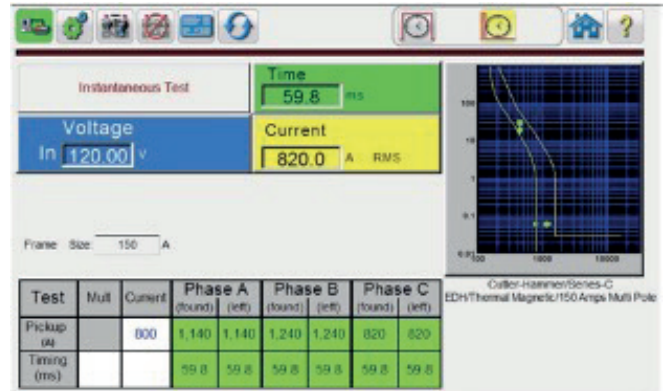 Instantaneous Test
Time
59.8 ms
Voltage
In 120.00 v
Current
820.0 A RMS
Frame Size 150 A
100
10
1
0.1
0.01
100 1000 10000
Cutler-Hammer/Series-C
EDH/Thermal Magnetic/150 Amps Multi Pole
Test Mult Current Phase A Phase B Phase C
(found) (left) (found) (left) (found) (left)
Pickup (A) 800 1,140 1,140 1,240 1,240 820 820
Timing (ms) 59.8 59.8 59.8 59.8 59.8 59.8
?